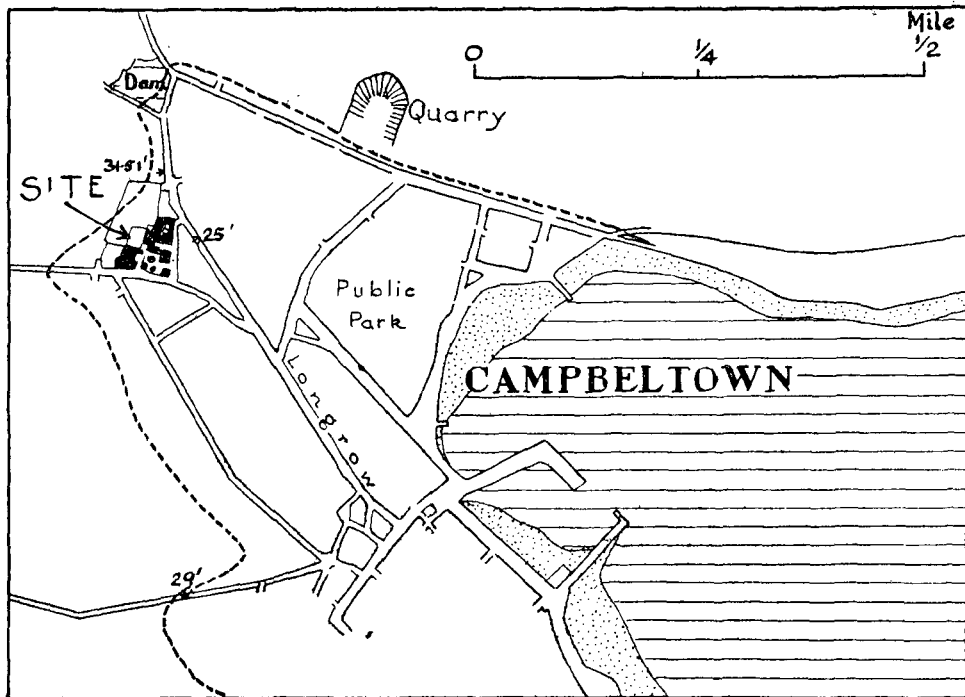 Mile
0 1/4 1/2
Dam
Quarry
31·51'
SITE
25'
Public
Park
CAMPBELTOWN
Longrow
29'